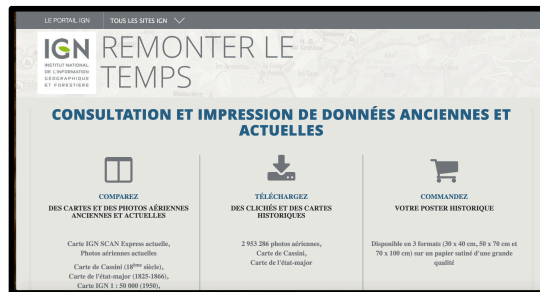 LE PORTAIL IGN
TOUS LES SITES IGN
IGN
INSTITUT NATIONAL
DE L'INFORMATION
GÉOGRAPHIQUE
ET FORESTIÈRE
REMONTER LE
TEMPS
CONSULTATION ET IMPRESSION DE DONNÉES ANCIENNES ET
ACTUELLES
COMPAREZ
DES CARTES ET DES PHOTOS AÉRIENNES
ANCIENNES ET ACTUELLES
Carte IGN SCAN Express actuelle,
Photos aériennes actuelles
Carte de Cassini (18ème siècle),
Carte de l'état-major (1825-1866),
Carte IGN 1 : 50 000 (1950),
TÉLÉCHARGEZ
DES CLICHÉS ET DES CARTES
HISTORIQUES
2 953 286 photos aériennes,
Carte de Cassini,
Carte de l'état-major
COMMANDEZ
VOTRE POSTER HISTORIQUE
Disponible en 3 formats (30 x 40 cm, 50 x 70 cm et
70 x 100 cm) sur un papier satiné d'une grande
qualité